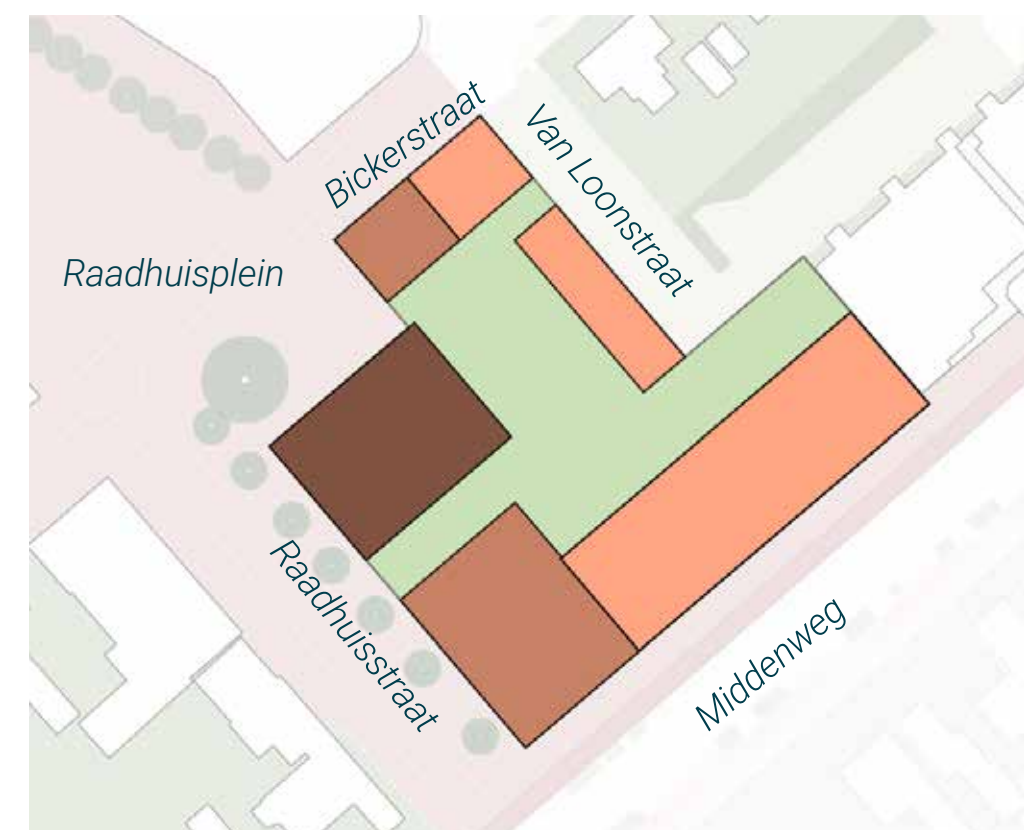 Bickerstraat
Van Loonstraat
Raadhuisplein
Raadhuisstraat
Middenweg